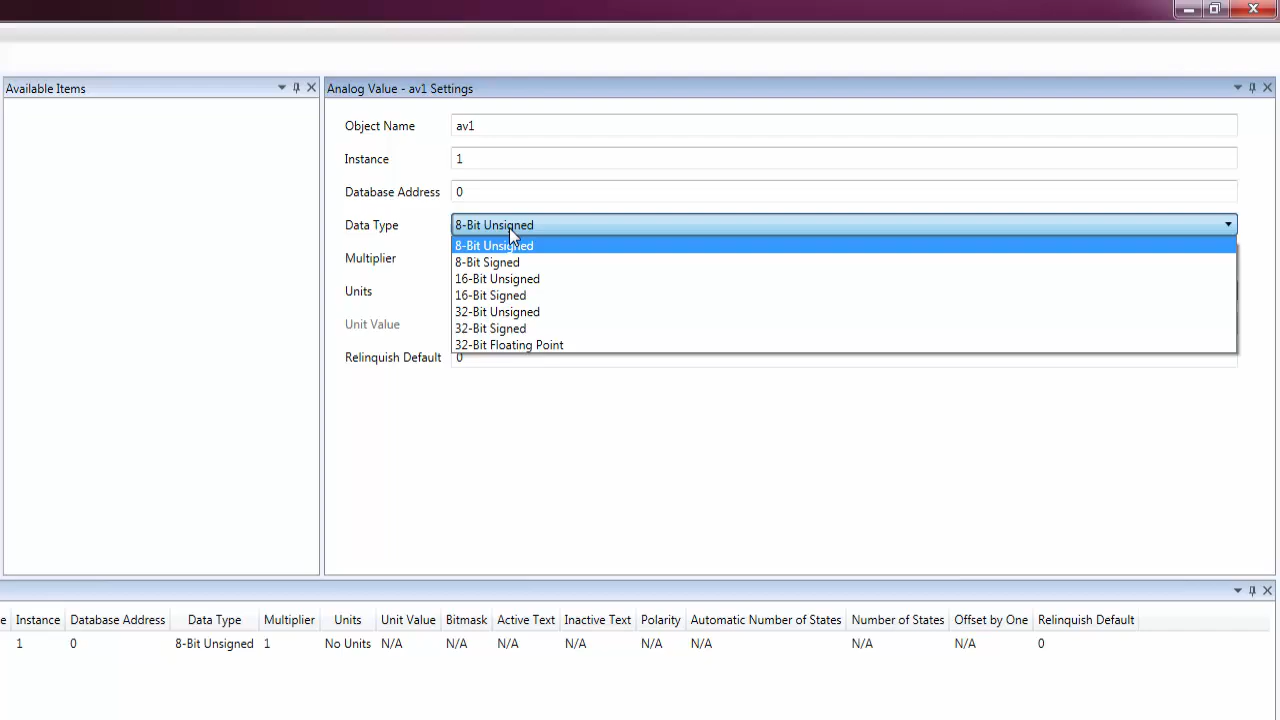 Available Items
Analog Value - av1 Settings
Object Name av1
Instance 1
Database Address 0
Data Type 8-Bit Unsigned
8-Bit Unsigned
Multiplier
8-Bit Signed
16-Bit Unsigned
Units
16-Bit Signed
32-Bit Unsigned
Unit Value
32-Bit Signed
32-Bit Floating Point
Relinquish Default 0
e Instance Database Address Data Type Multiplier Units Unit Value Bitmask Active Text Inactive Text Polarity Automatic Number of States Number of States Offset by One Relinquish Default
1 0 8-Bit Unsigned 1 No Units N/A N/A N/A N/A N/A N/A N/A N/A 0